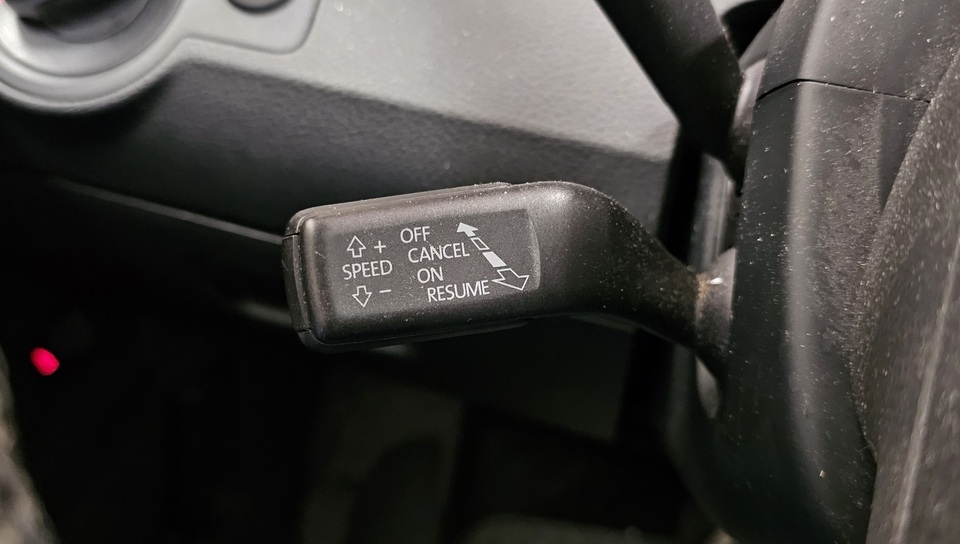 +
SPEED
−
OFF
CANCEL
ON
RESUME